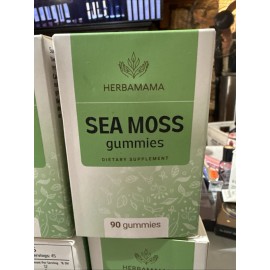 HERBAMAMA
SEA MOSS
gummies
DIETARY SUPPLEMENT
90 gummies
HERBAMAMA